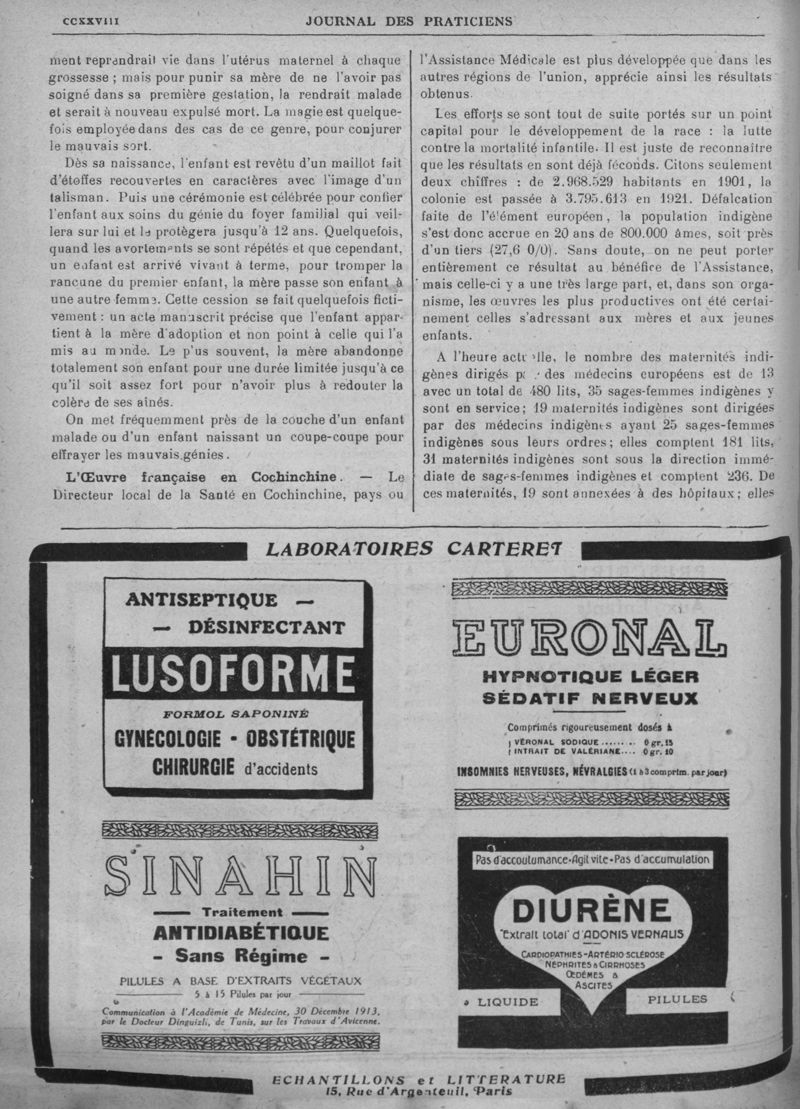 CCXXVIII
JOURNAL DES PRATICIENS
ment reprendrait vie dans l'utérus maternel à chaque
grossesse ; mais pour punir sa mère de ne l'avoir pas
soigné dans sa première gestation, la rendrait malade
et serait à nouveau expulsé mort. La magie est quelque-
fois employée dans des cas de ce genre, pour conjurer
le mauvais sort.
Dès sa naissance, l'enfant est revêtu d'un maillot fait
d'étoffes recouvertes en caractères avec l'image d'un
talisman. Puis une cérémonie est célébrée pour confier
l'enfant aux soins du génie du foyer familial qui veil-
lera sur lui et le protègera jusqu'à 12 ans. Quelquefois,
quand les avortements se sont répétés et que cependant,
un enfant est arrivé vivant à terme, pour tromper la
rancune du premier enfant, la mère passe son enfant à
une autre femme. Cette cession se fait quelquefois ficti-
vement : un acte manuscrit précise que l'enfant appar-
tient à la mère d'adoption et non point à celle qui l'a
mis au monde. Le p'us souvent, la mère abandonne
totalement son enfant pour une durée limitée jusqu'à ce
qu'il soit assez fort pour n'avoir plus à redouter la
colère de ses aînés.
On met fréquemment près de la couche d'un enfant
malade ou d'un enfant naissant un coupe-coupe pour
effrayer les mauvais génies.
L'Œuvre française en Cochinchine. — Le
Directeur local de la Santé en Cochinchine, pays ou
l'Assistance Médicale est plus développée que dans les
autres régions de l'union, apprécie ainsi les résultats
obtenus.
Les efforts se sont tout de suite portés sur un point
capital pour le développement de la race : la lutte
contre la mortalité infantile. Il est juste de reconnaître
que les résultats en sont déjà féconds. Citons seulement
deux chiffres : de 2.968.529 habitants en 1901, la
colonie est passée à 3.795.613 en 1921. Défalcation
faite de l'élément européen, la population indigène
s'est donc accrue en 20 ans de 800.000 âmes, soit près
d'un tiers (27,6 0/0). Sans doute, on ne peut porter
entièrement ce résultat au bénéfice de l'Assistance,
mais celle-ci y a une très large part, et, dans son orga-
nisme, les œuvres les plus productives ont été certai-
nement celles s'adressant aux mères et aux jeunes
enfants.
A l'heure actuelle, le nombre des maternités indi-
gènes dirigés par des médecins européens est de 13
avec un total de 480 lits, 35 sages-femmes indigènes y
sont en service ; 19 maternités indigènes sont dirigées
par des médecins indigènes ayant 25 sages-femmes
indigènes sous leurs ordres ; elles comptent 181 lits,
31 maternités indigènes sont sous la direction immé-
diate de sages-femmes indigènes et comptent 236. De
ces maternités, 19 sont annexées à des hôpitaux ; elles
LABORATOIRES CARTERET
ANTISEPTIQUE —
— DÉSINFECTANT
LUSOFORME
FORMOL SAPONINÉ
GYNÉCOLOGIE - OBSTÉTRIQUE
CHIRURGIE d'accidents
EURONAL
HYPNOTIQUE LÉGER
SÉDATIF NERVEUX
Comprimés rigoureusement dosés à
VÉRONAL SODIQUE........ 0 gr. 15
INTRAIT DE VALÉRIANE.... 0 gr. 10
INSOMNIES NERVEUSES, NÉVRALGIES (1 à 3 comprim. par jour)
SINAHIN
— Traitement —
ANTIDIABÉTIQUE
- Sans Régime -
PILULES A BASE D'EXTRAITS VÉGÉTAUX
5 à 15 Pilules par jour
Communication à l'Académie de Médecine, 30 Décembre 1913,
par le Docteur Dinguizli, de Tunis, sur les Travaux d'Avicenne.
Pas d'accoutumance - Agit vite - Pas d'accumulation
DIURÈNE
"Extrait total" d'ADONIS VERNALIS
CARDIOPATHIES - ARTÉRIO-SCLÉROSE
NÉPHRITES & CIRRHOSES
ŒDÈMES &
ASCITES
LIQUIDE
PILULES
ECHANTILLONS et LITTERATURE
15, Rue d'Argenteuil, Paris